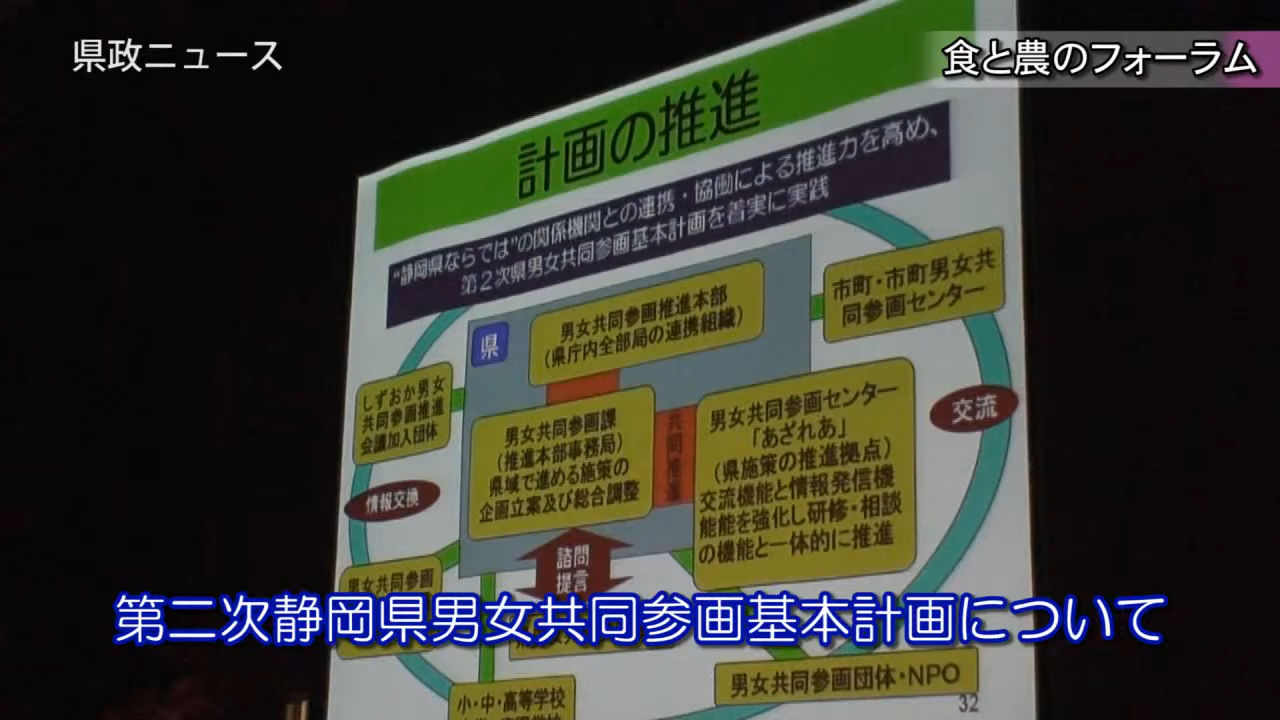 県政ニュース
食と農のフォーラム
計画の推進
"静岡県ならでは"の関係機関との連携・協働による推進力を高め、
第2次県男女共同参画基本計画を着実に実践
県
男女共同参画推進本部
(県庁内全部局の連携組織)
市町・市町男女共
同参画センター
しずおか男女
共同参画推進
会議加入団体
男女共同参画課
(推進本部事務局)
県域で進める施策の
企画立案及び総合調整
共同推進
男女共同参画センター
「あざれあ」
(県施策の推進拠点)
交流機能と情報発信機
能能を強化し研修・相談
の機能と一体的に推進
交流
情報交換
諮問
提言
男女共同参画
第二次静岡県男女共同参画基本計画について
男女共同参画団体・NPO
小・中・高等学校
32